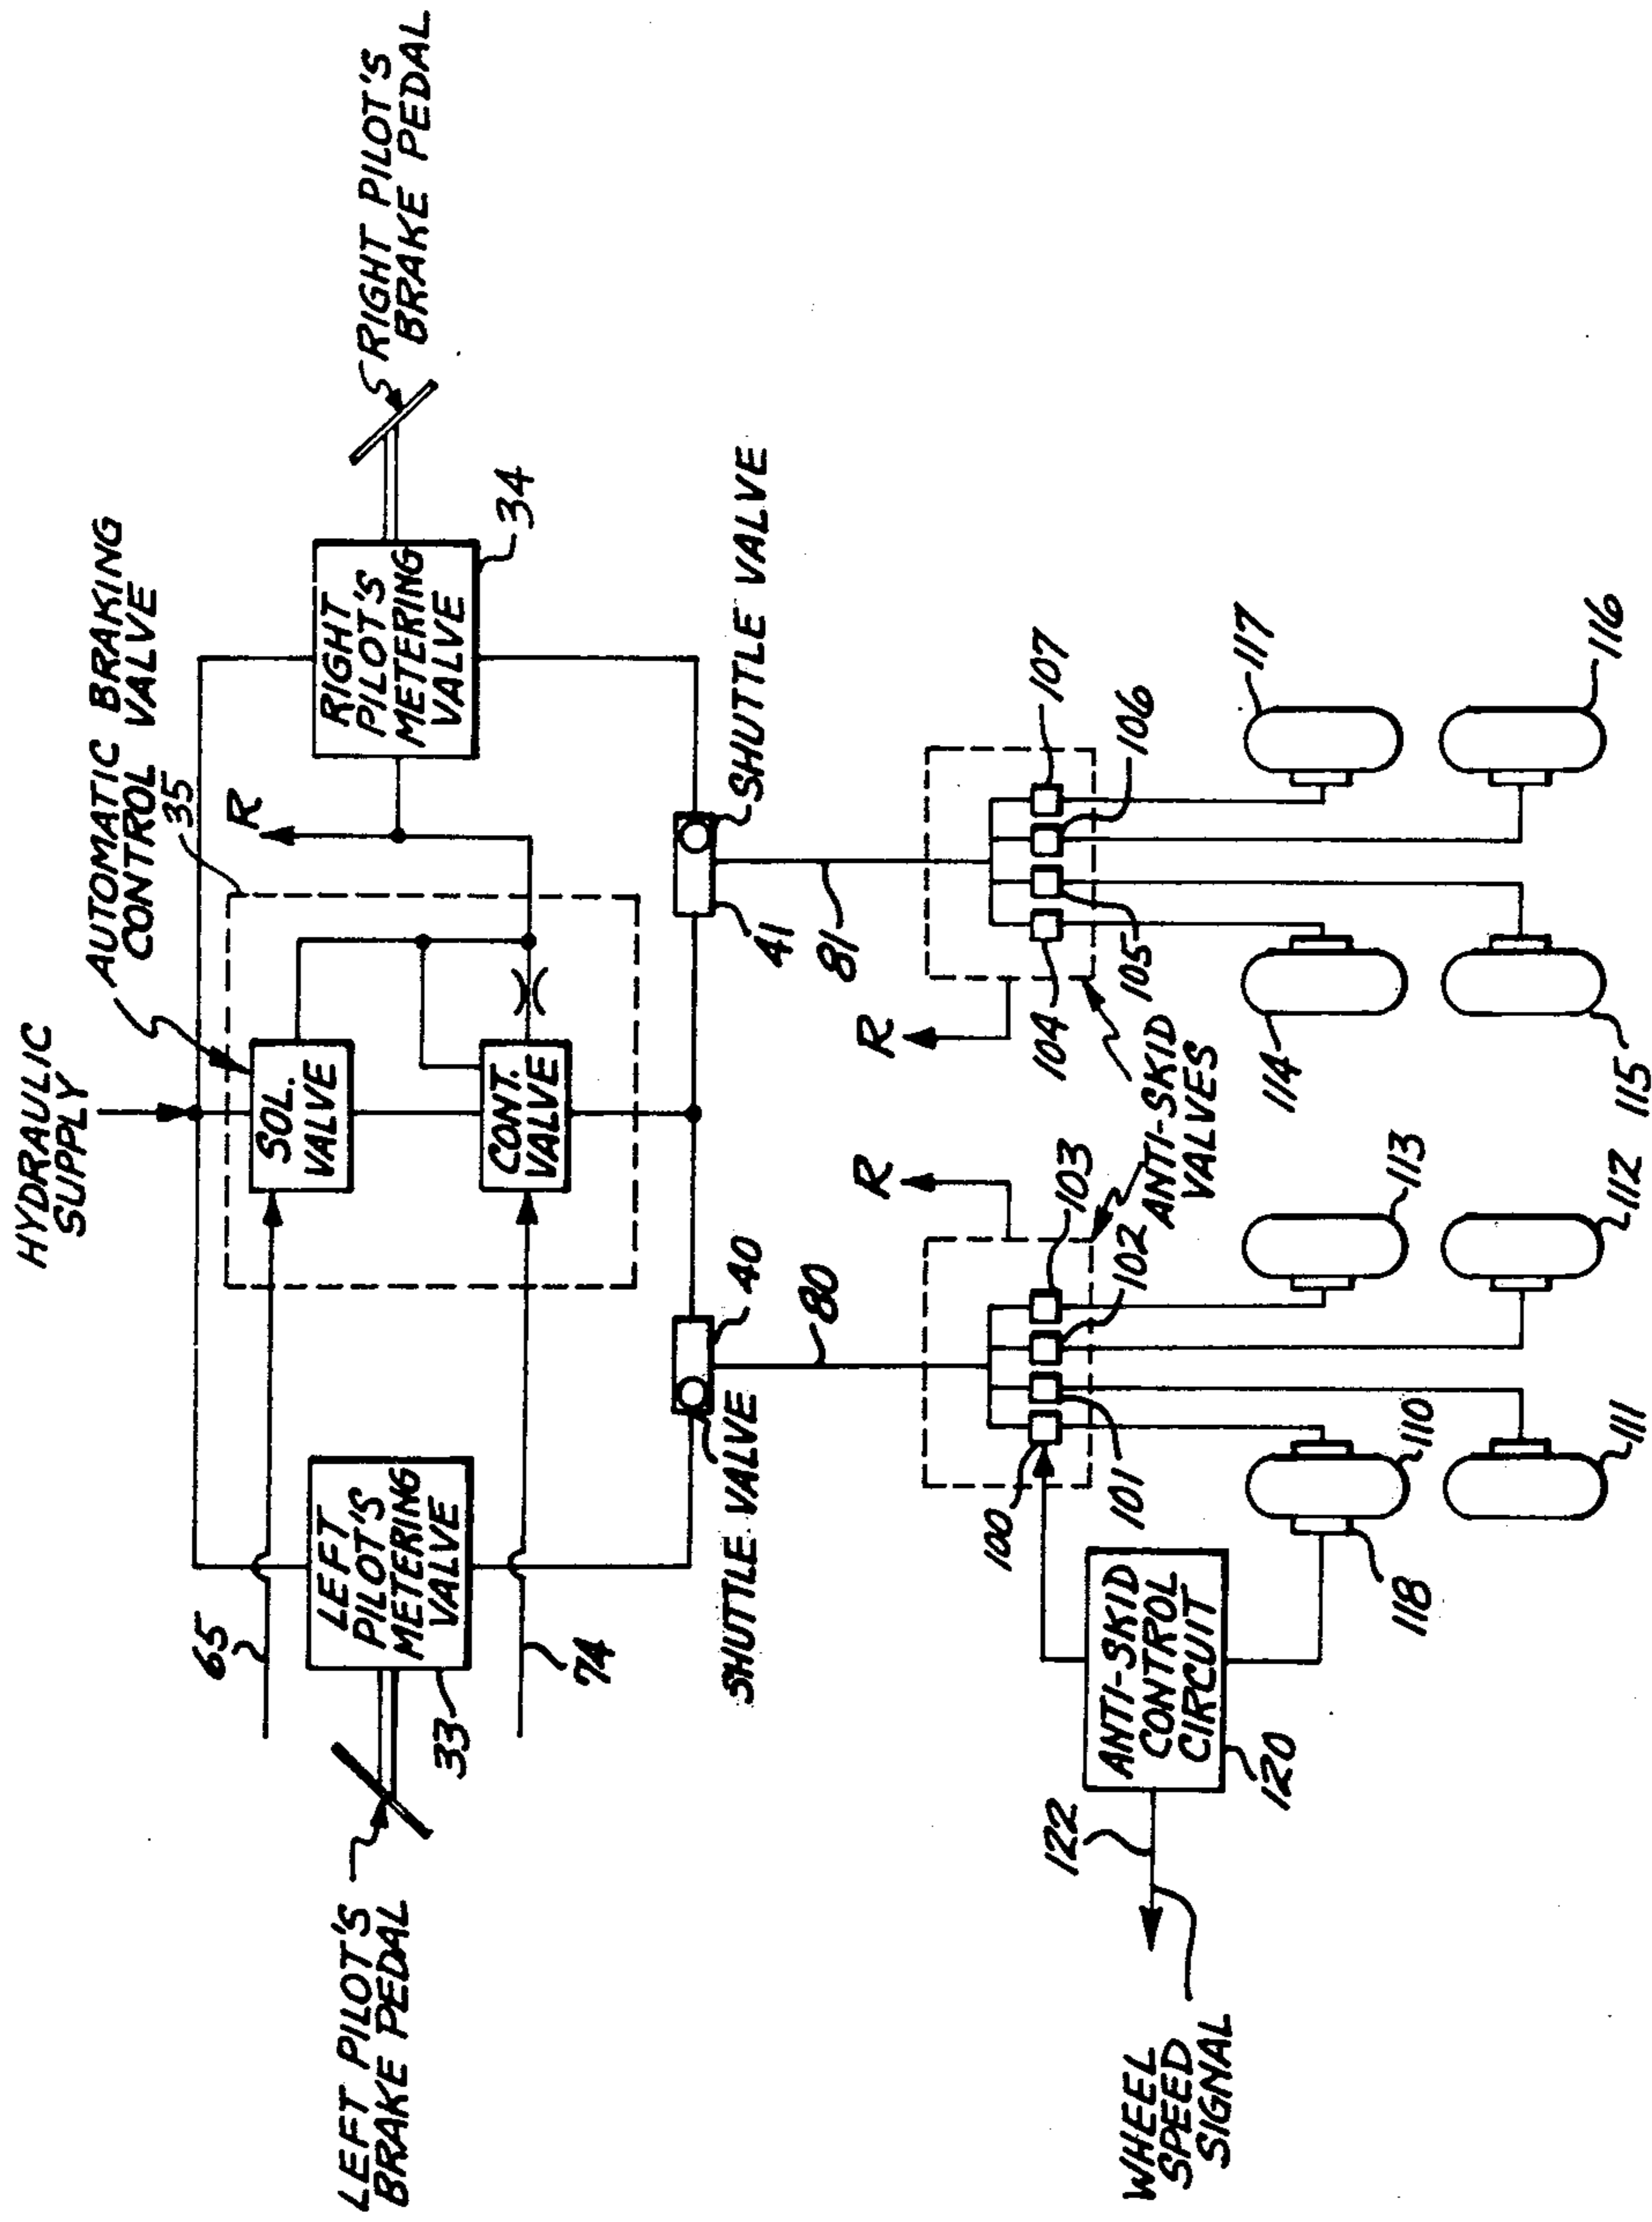 HYDRAULIC
SUPPLY
AUTOMATIC BRAKING
CONTROL VALVE
35
R
65
SOL.
VALVE
LEFT PILOT'S
BRAKE PEDAL
LEFT
PILOT'S
METERING
VALVE
33
RIGHT
PILOT'S
METERING
VALVE
34
RIGHT PILOT'S
BRAKE PEDAL
74
CONT.
VALVE
SHUTTLE VALVE
40
41
SHUTTLE VALVE
80
81
R
R
100
101
102
103
ANTI-SKID
VALVES
104
105
106
107
WHEEL
SPEED
SIGNAL
122
ANTI-SKID
CONTROL
CIRCUIT
120
118
110
113
114
117
111
112
115
116